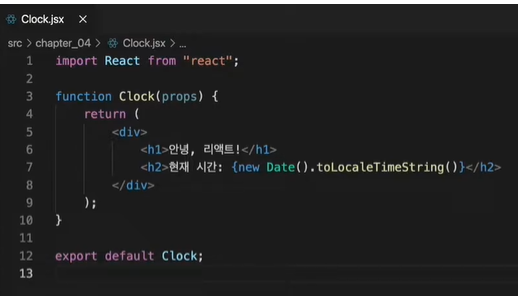 Clock.jsx ×
src > chapter_04 > Clock.jsx > ...
1 import React from "react";
2
3 function Clock(props) {
4     return (
5         <div>
6             <h1>안녕, 리액트!</h1>
7             <h2>현재 시간: {new Date().toLocaleTimeString()}</h2>
8         </div>
9     );
10 }
11
12 export default Clock;
13